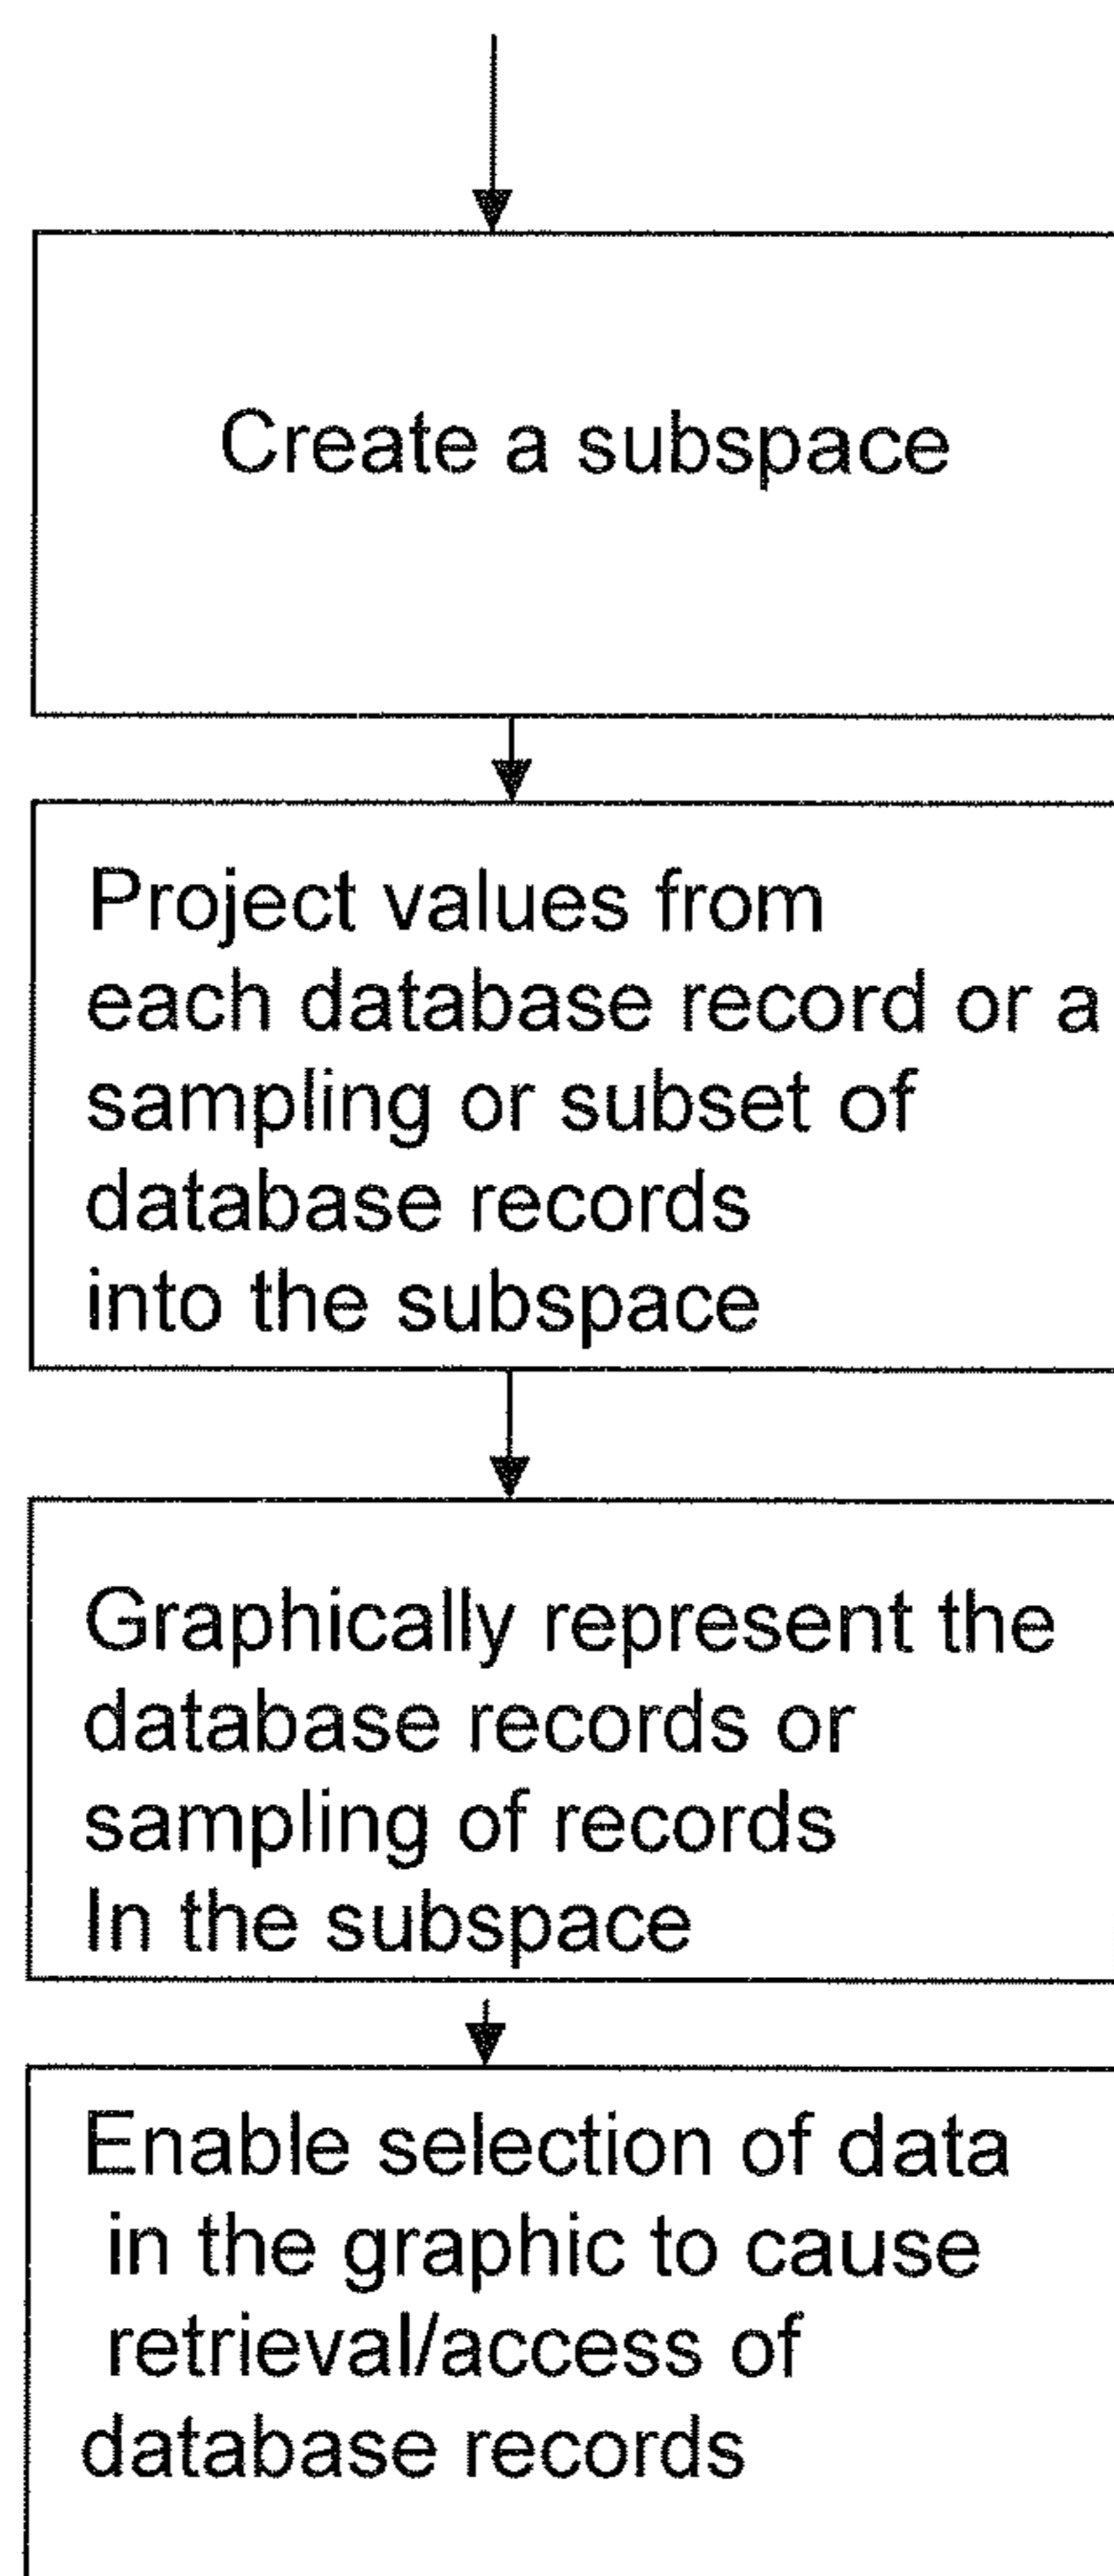 Create a subspace
Project values from
each database record or a
sampling or subset of
database records
into the subspace
Graphically represent the
database records or
sampling of records
In the subspace
Enable selection of data
in the graphic to cause
retrieval/access of
database records